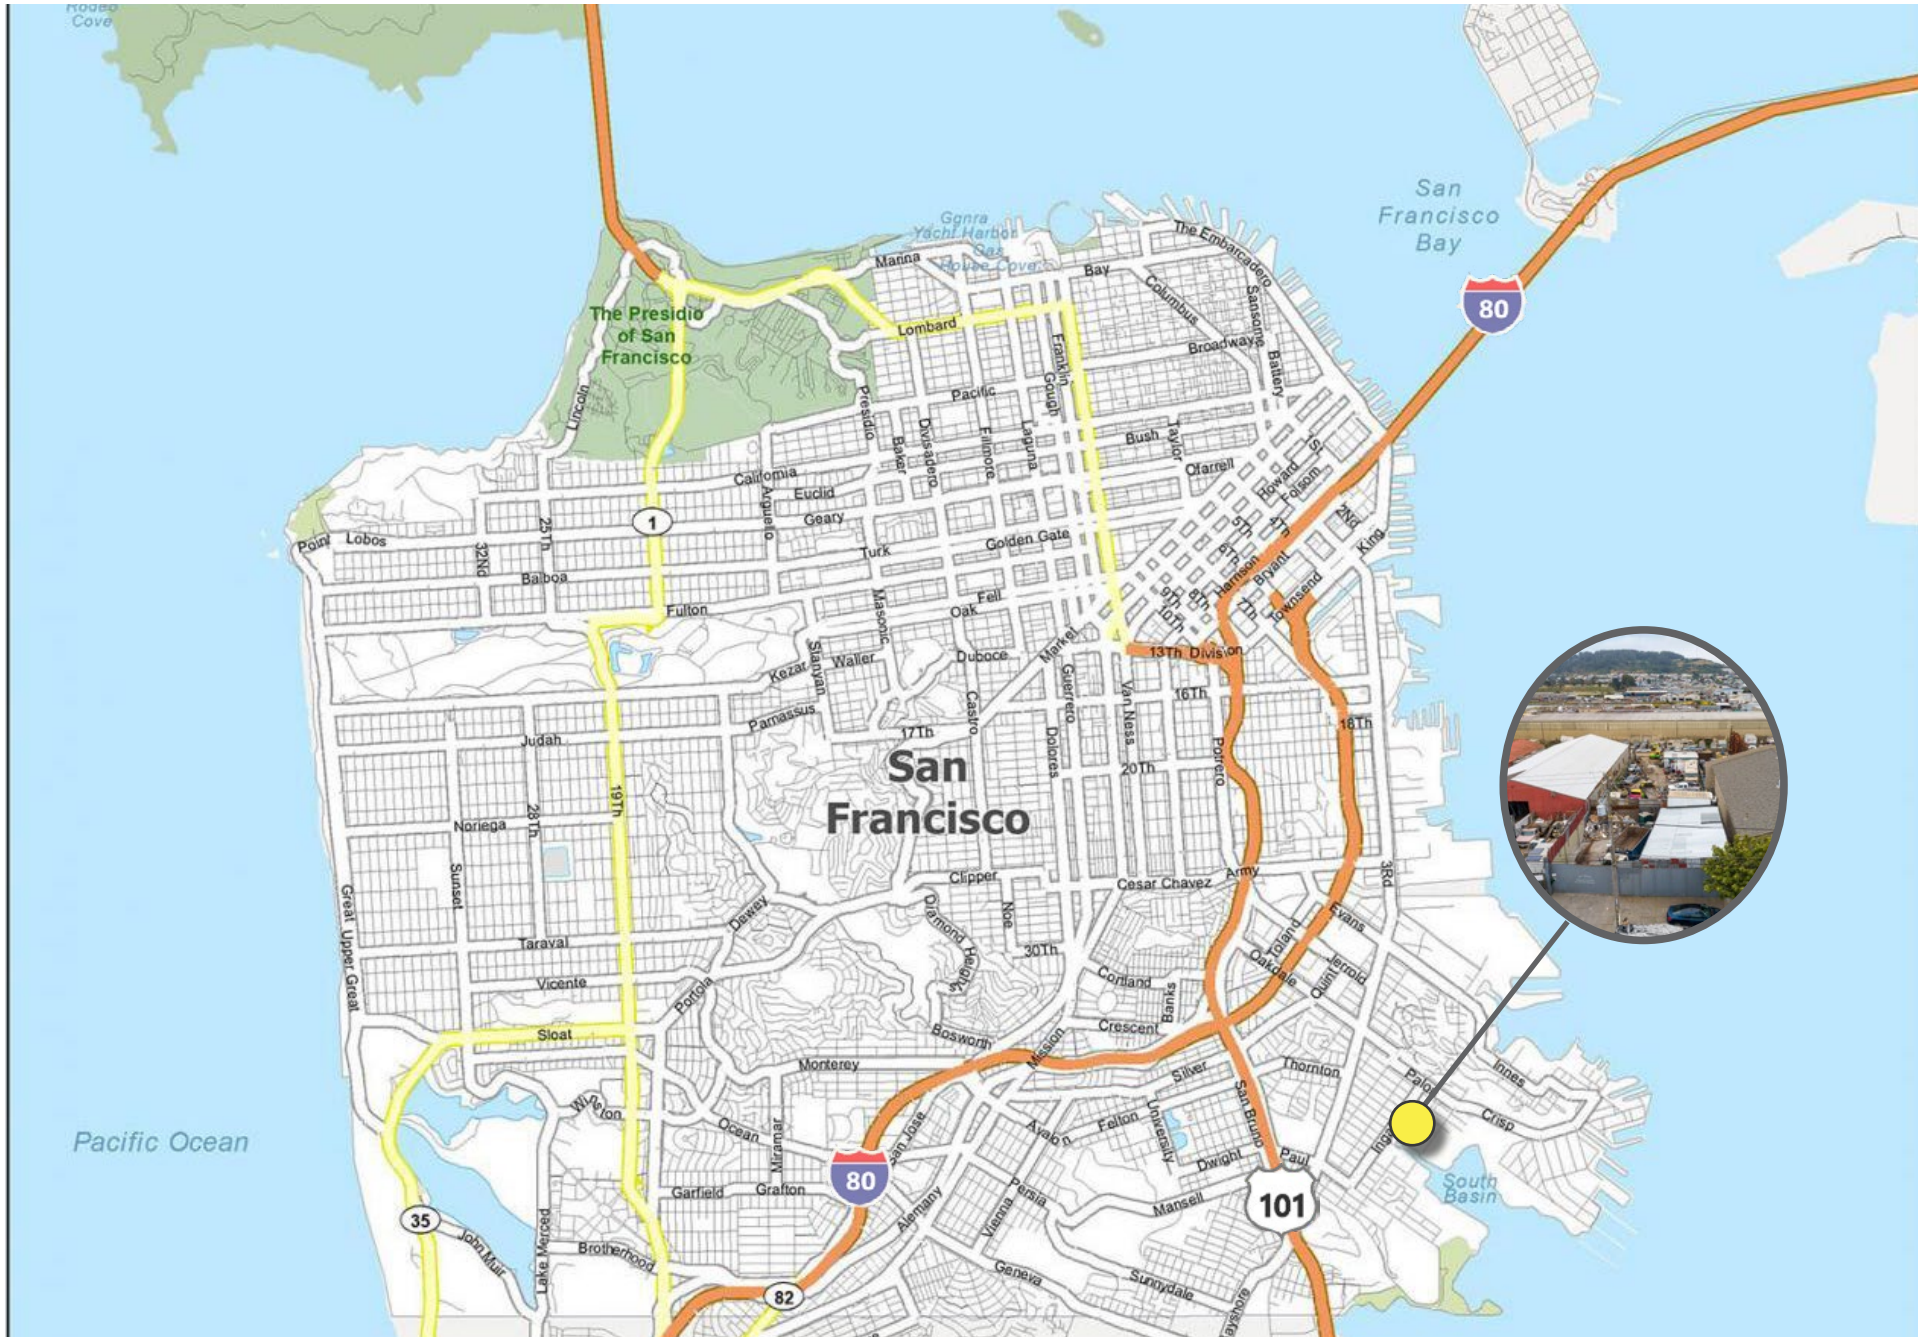 Rodeo
Cove
San
Francisco
Bay
Ggnra
Yacht Harbor
Gas
House Cove
The Embarcadero
Marina
Bay
Columbus
Sansome
80
The Presidio
of San
Francisco
Lombard
Franklin
Broadway
Battery
Lincoln
Presidio
Pacific
Gough
Baker
Divisadero
Fillmore
Laguna
Bush
Taylor
Ofarrell
1St
Howard
Folsom
California
Euclid
Arguello
Geary
1
25Th
32Nd
Point Lobos
Turk
Golden Gate
5Th
4Th
2Nd
King
6Th
Harrison
Bryant
Townsend
7Th
8Th
9Th
10Th
Balboa
Fulton
Masonic
Fell
Oak
Market
Stanyan
Kezar
Waller
Duboce
13Th Division
Guerrero
Van Ness
16Th
18Th
Parnassus
Castro
17Th
Judah
Dolores
20Th
Potrero
San
Francisco
19Th
28Th
Noriega
Sunset
Great Upper Great
Clipper
Cesar Chavez
Army
3Rd
Dewey
Noe
Diamond Heights
Evans
Toland
Taraval
30Th
Jerrold
Oakdale
Quint
Cortland
Banks
Vicente
Portola
Sloat
Bosworth
Mission
Crescent
Monterey
Silver
Thornton
Palou
Innes
Crisp
Winston
Ocean
Miramar
San Jose
Avalon
Felton
University
San Bruno
Pacific Ocean
Dwight
Paul
80
Garfield
Grafton
Persia
Mansell
101
South
Basin
35
John Muir
Lake Merced
Brotherhood
Alemany
Vienna
Geneva
Sunnydale
82